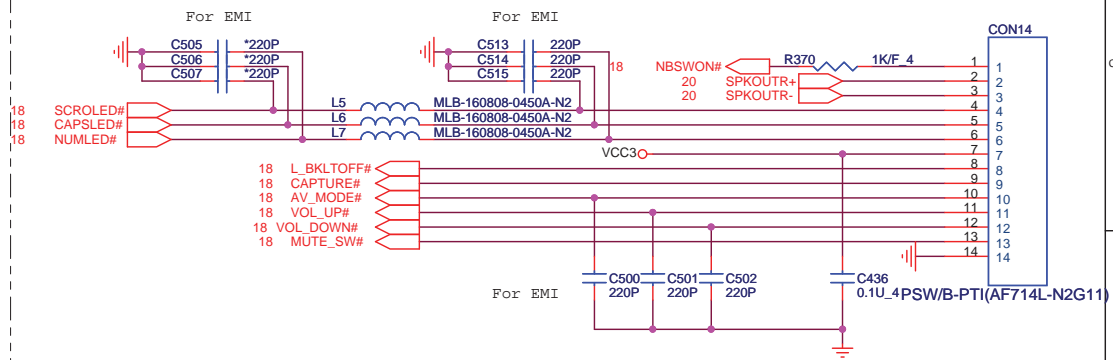 For EMI
For EMI
CON14
C505 *220P
C506 *220P
C507 *220P
C513 220P
C514 220P
C515 220P
18 NBSWON# R370 1K/F_4 1 1
20 SPKOUTR+ 2 2
20 SPKOUTR- 3 3
18 SCROLED# L5 MLB-160808-0450A-N2 4 4
18 CAPSLED# L6 MLB-160808-0450A-N2 5 5
18 NUMLED# L7 MLB-160808-0450A-N2 6 6
VCC3 7 7
18 L_BKLTOFF# 8 8
18 CAPTURE# 9 9
18 AV_MODE# 10 10
18 VOL_UP# 11 11
18 VOL_DOWN# 12 12
18 MUTE_SW# 13 13
14 14
C500 C501 C502 C436
For EMI 220P 220P 220P 0.1U_4 PSW/B-PTI(AF714L-N2G11)